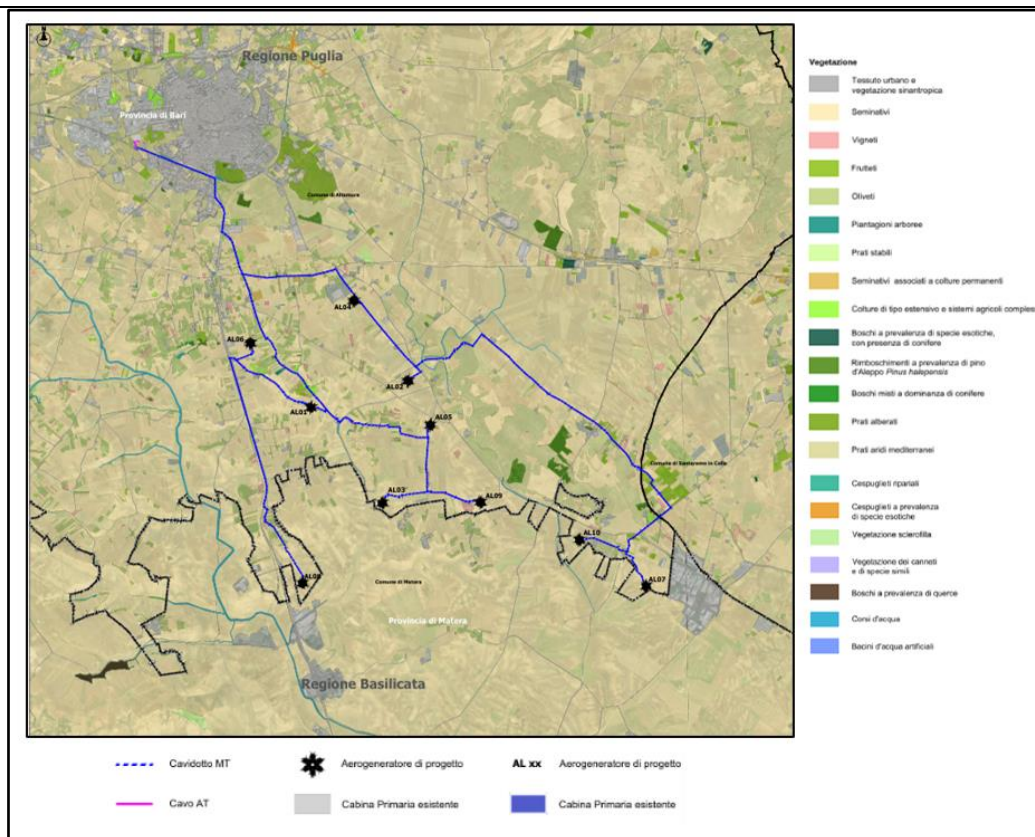 Regione Puglia
Provincia di Bari
Comune di Altamura
AL04
AL06
AL02
AL01
AL05
Comune di Santeramo in Colle
AL03
AL09
AL10
AL08
Comune di Matera
AL07
Provincia di Matera
Regione Basilicata
Vegetazione
Tessuto urbano e
vegetazione sinantropica
Seminativi
Vigneti
Frutteti
Oliveti
Piantagioni arboree
Prati stabili
Seminativi associati a colture permanenti
Colture di tipo estensivo e sistemi agricoli comples
Boschi a prevalenza di specie esotiche,
con presenza di conifere
Rimboschimenti a prevalenza di pino
d'Aleppo Pinus halepensis
Boschi misti a dominanza di conifere
Prati alberati
Prati aridi mediterranei
Cespuglieti ripariali
Cespuglieti a prevalenza
di specie esotiche
Vegetazione sclerofilla
Vegetazione dei canneti
e di specie simili
Boschi a prevalenza di querce
Corsi d'acqua
Bacini d'acqua artificiali
Cavidotto MT
Aerogeneratore di progetto
AL xx
Aerogeneratore di progetto
Cavo AT
Cabina Primaria esistente
Cabina Primaria esistente